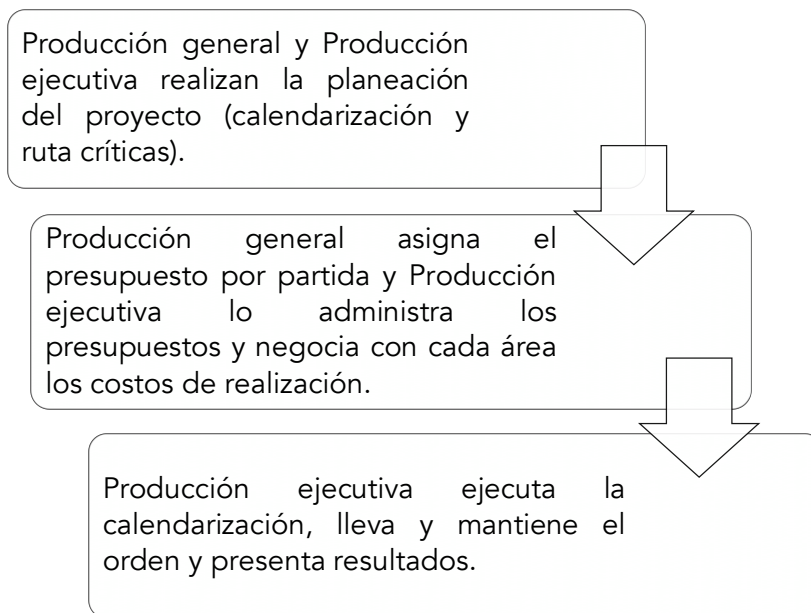 Producción general y Producción
ejecutiva realizan la planeación
del proyecto (calendarización y
ruta críticas).
Producción general asigna el
presupuesto por partida y Producción
ejecutiva lo administra los
presupuestos y negocia con cada área
los costos de realización.
Producción ejecutiva ejecuta la
calendarización, lleva y mantiene el
orden y presenta resultados.